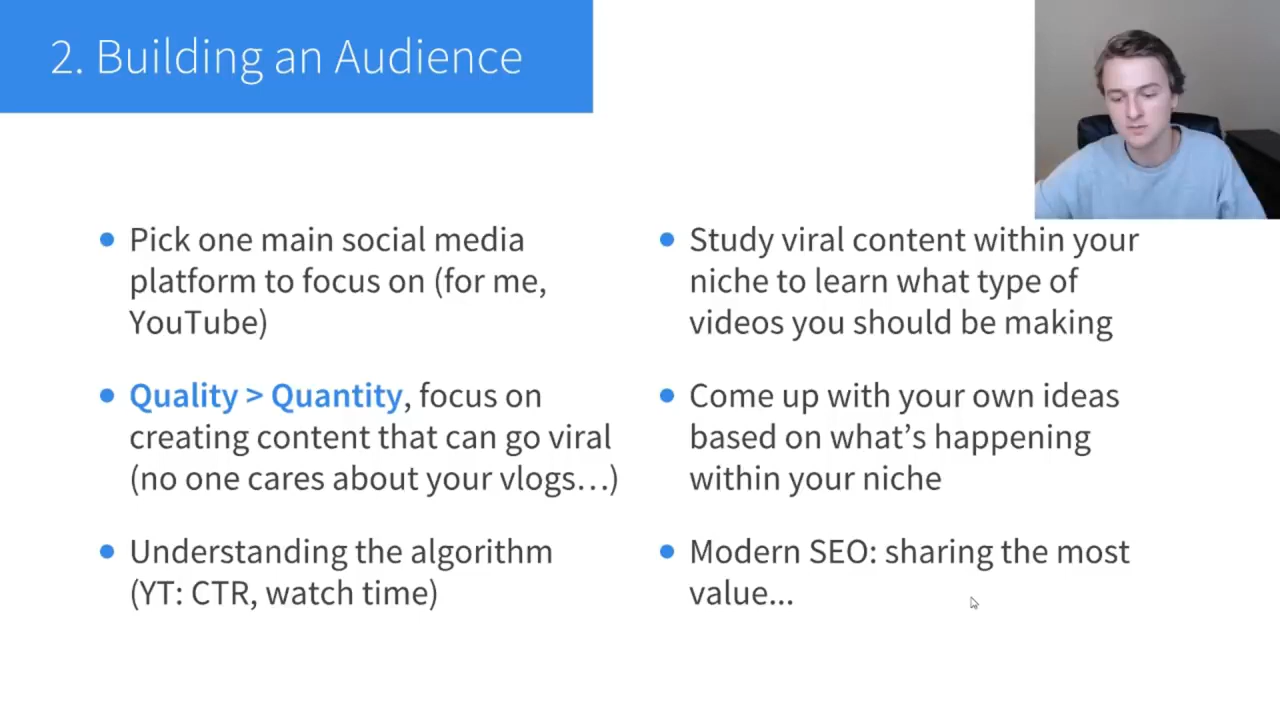 2. Building an Audience
Pick one main social media
platform to focus on (for me,
YouTube)
Quality > Quantity, focus on
creating content that can go viral
(no one cares about your vlogs…)
Understanding the algorithm
(YT: CTR, watch time)
Study viral content within your
niche to learn what type of
videos you should be making
Come up with your own ideas
based on what’s happening
within your niche
Modern SEO: sharing the most
value...